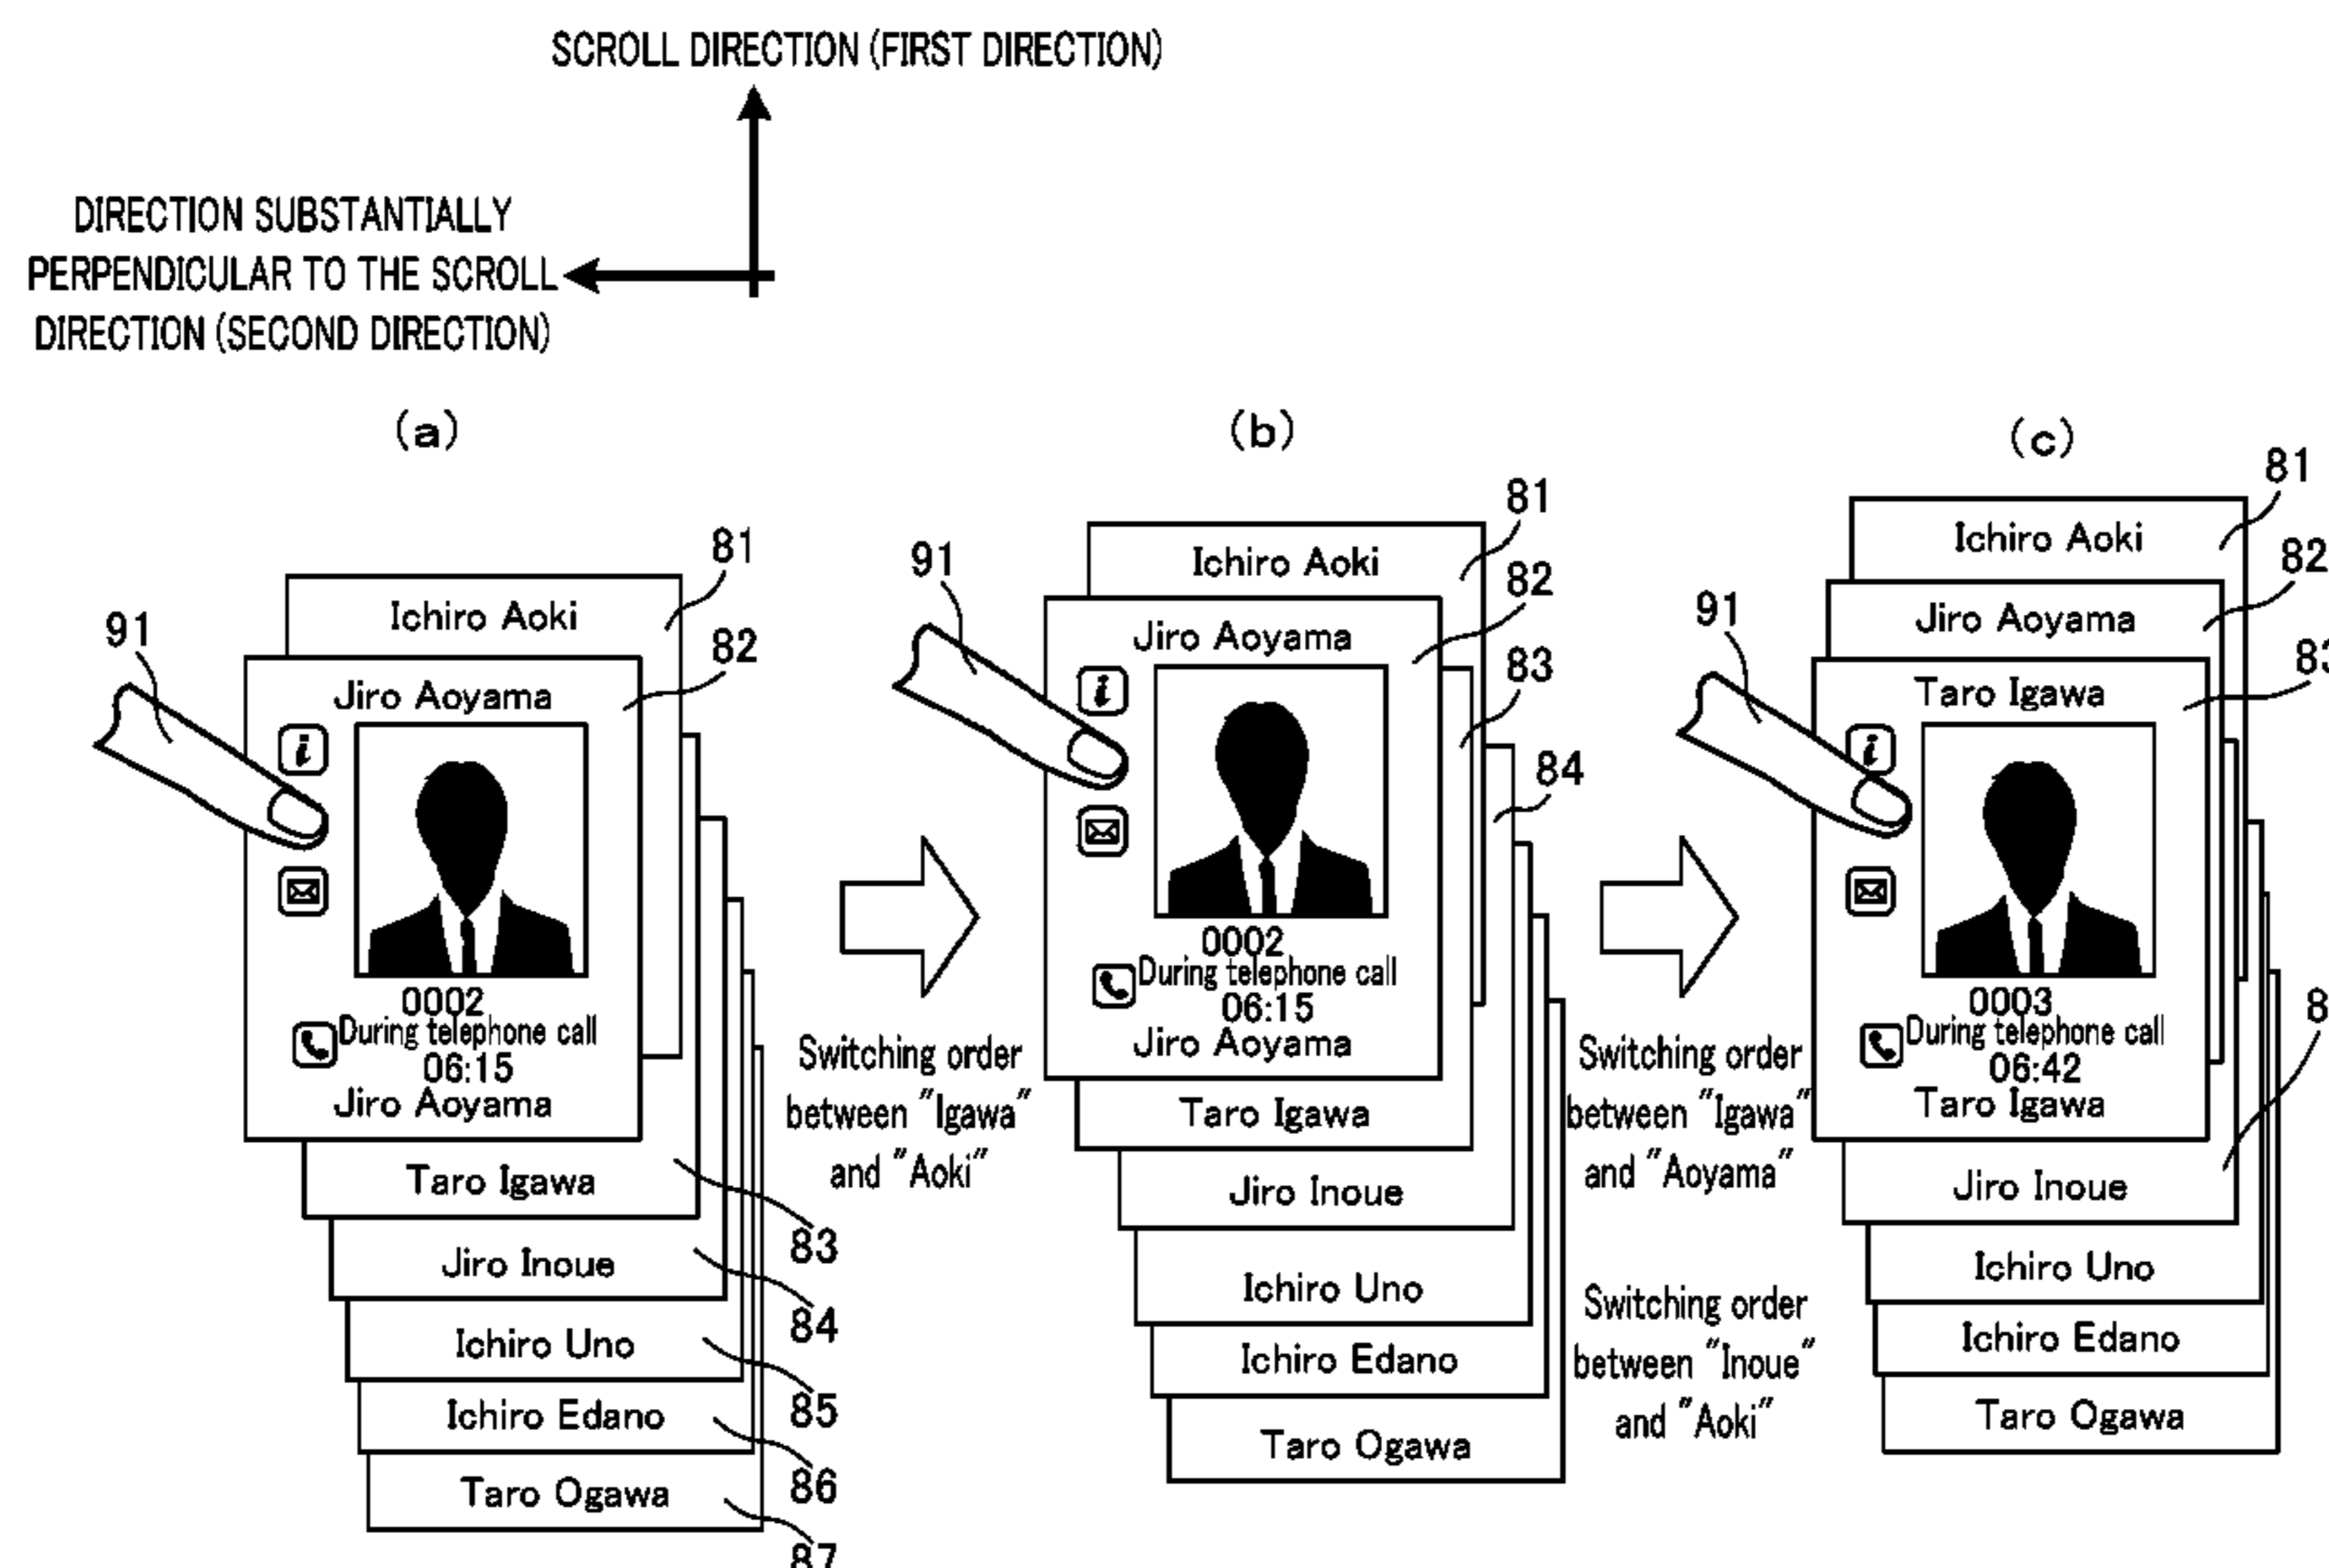 SCROLL DIRECTION (FIRST DIRECTION)
DIRECTION SUBSTANTIALLY
PERPENDICULAR TO THE SCROLL
DIRECTION (SECOND DIRECTION)
(a)
81
Ichiro Aoki
91
82
Jiro Aoyama
i
0002
During telephone call
06:15
Jiro Aoyama
Taro Igawa
83
Jiro Inoue
84
Ichiro Uno
85
Ichiro Edano
86
Taro Ogawa
87
Switching order
between "Igawa"
and "Aoki"
(b)
81
91
Ichiro Aoki
82
Jiro Aoyama
83
i
84
0002
During telephone call
06:15
Jiro Aoyama
Taro Igawa
Jiro Inoue
Ichiro Uno
Ichiro Edano
Taro Ogawa
Switching order
between "Igawa"
and "Aoyama"
Switching order
between "Inoue"
and "Aoki"
(c)
81
Ichiro Aoki
82
91
Jiro Aoyama
83
Taro Igawa
i
0003
During telephone call
06:42
Taro Igawa
Jiro Inoue
Ichiro Uno
Ichiro Edano
Taro Ogawa